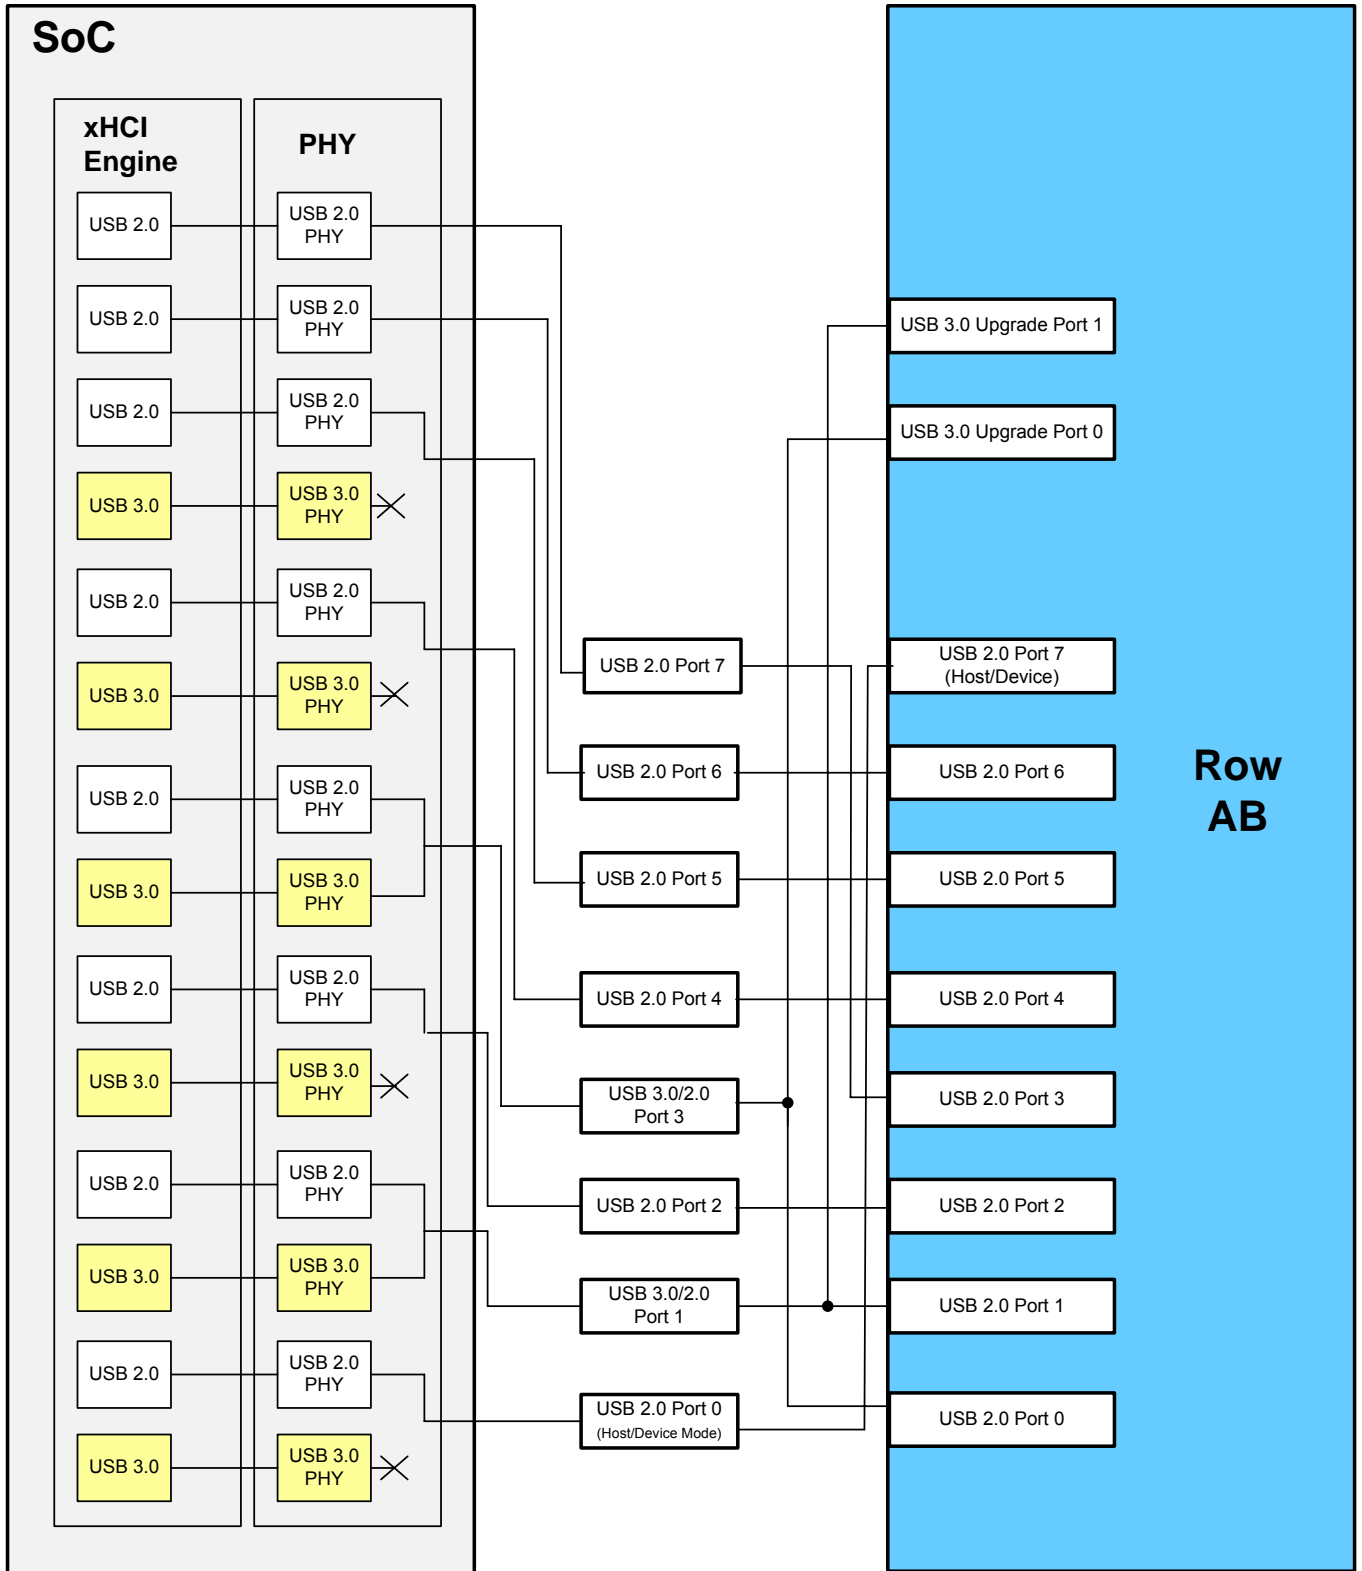 SoC
xHCI
Engine
PHY
USB 2.0
USB 2.0
PHY
USB 2.0
USB 2.0
PHY
USB 2.0
USB 2.0
PHY
USB 3.0
USB 3.0
PHY
USB 2.0
USB 2.0
PHY
USB 3.0
USB 3.0
PHY
USB 2.0
USB 2.0
PHY
USB 3.0
USB 3.0
PHY
USB 2.0
USB 2.0
PHY
USB 3.0
USB 3.0
PHY
USB 2.0
USB 2.0
PHY
USB 3.0
USB 3.0
PHY
USB 2.0
USB 2.0
PHY
USB 3.0
USB 3.0
PHY
USB 2.0 Port 7
USB 2.0 Port 6
USB 2.0 Port 5
USB 2.0 Port 4
USB 3.0/2.0
Port 3
USB 2.0 Port 2
USB 3.0/2.0
Port 1
USB 2.0 Port 0
(Host/Device Mode)
USB 3.0 Upgrade Port 1
USB 3.0 Upgrade Port 0
USB 2.0 Port 7
(Host/Device)
USB 2.0 Port 6
USB 2.0 Port 5
USB 2.0 Port 4
USB 2.0 Port 3
USB 2.0 Port 2
USB 2.0 Port 1
USB 2.0 Port 0
Row
AB